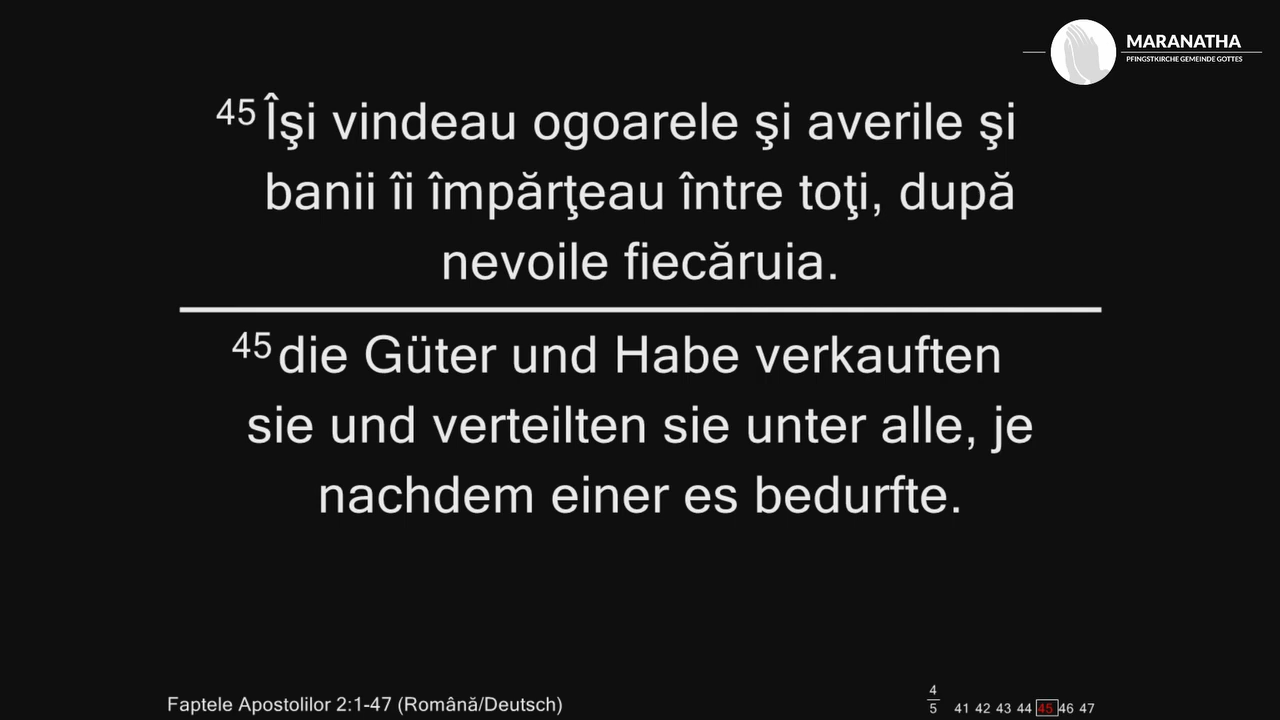 MARANATHA
PFINGSTKIRCHE GEMEINDE GOTTES
45 Îşi vindeau ogoarele şi averile şi
banii îi împărţeau între toţi, după
nevoile fiecăruia.
45 die Güter und Habe verkauften
sie und verteilten sie unter alle, je
nachdem einer es bedurfte.
Faptele Apostolilor 2:1-47 (Română/Deutsch)
4
5
41 42 43 44 45 46 47